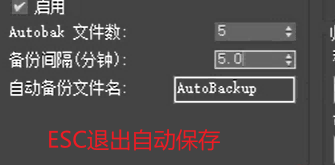 启用
Autobak 文件数: 5
备份间隔(分钟): 5.0
自动备份文件名: AutoBackup
ESC退出自动保存